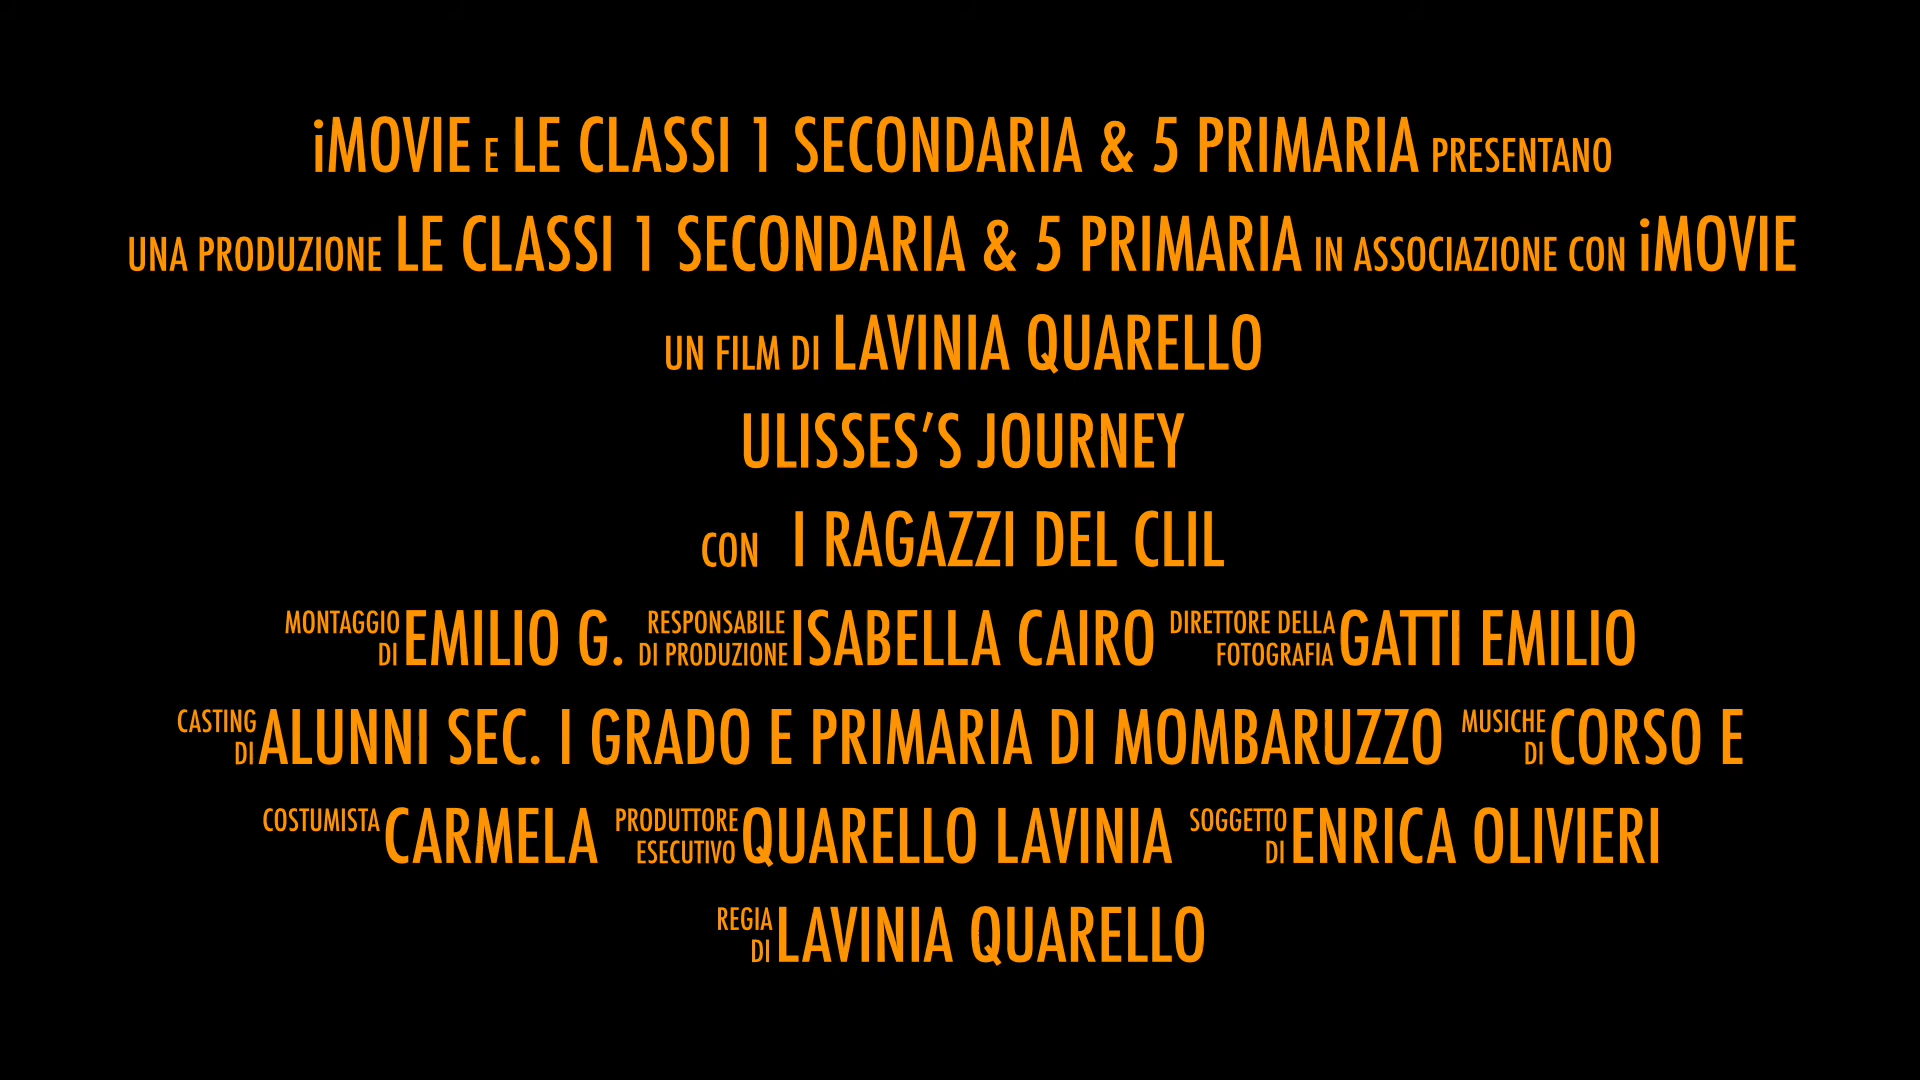 iMOVIE E LE CLASSI 1 SECONDARIA & 5 PRIMARIA PRESENTANO
UNA PRODUZIONE LE CLASSI 1 SECONDARIA & 5 PRIMARIA IN ASSOCIAZIONE CON iMOVIE
UN FILM DI LAVINIA QUARELLO
ULISSES’S JOURNEY
CON I RAGAZZI DEL CLIL
MONTAGGIO DI EMILIO G. RESPONSABILE DI PRODUZIONE ISABELLA CAIRO DIRETTORE DELLA FOTOGRAFIA GATTI EMILIO
CASTING DI ALUNNI SEC. I GRADO E PRIMARIA DI MOMBARUZZO MUSICHE DI CORSO E
COSTUMISTA CARMELA PRODUTTORE ESECUTIVO QUARELLO LAVINIA SOGGETTO DI ENRICA OLIVIERI
REGIA DI LAVINIA QUARELLO